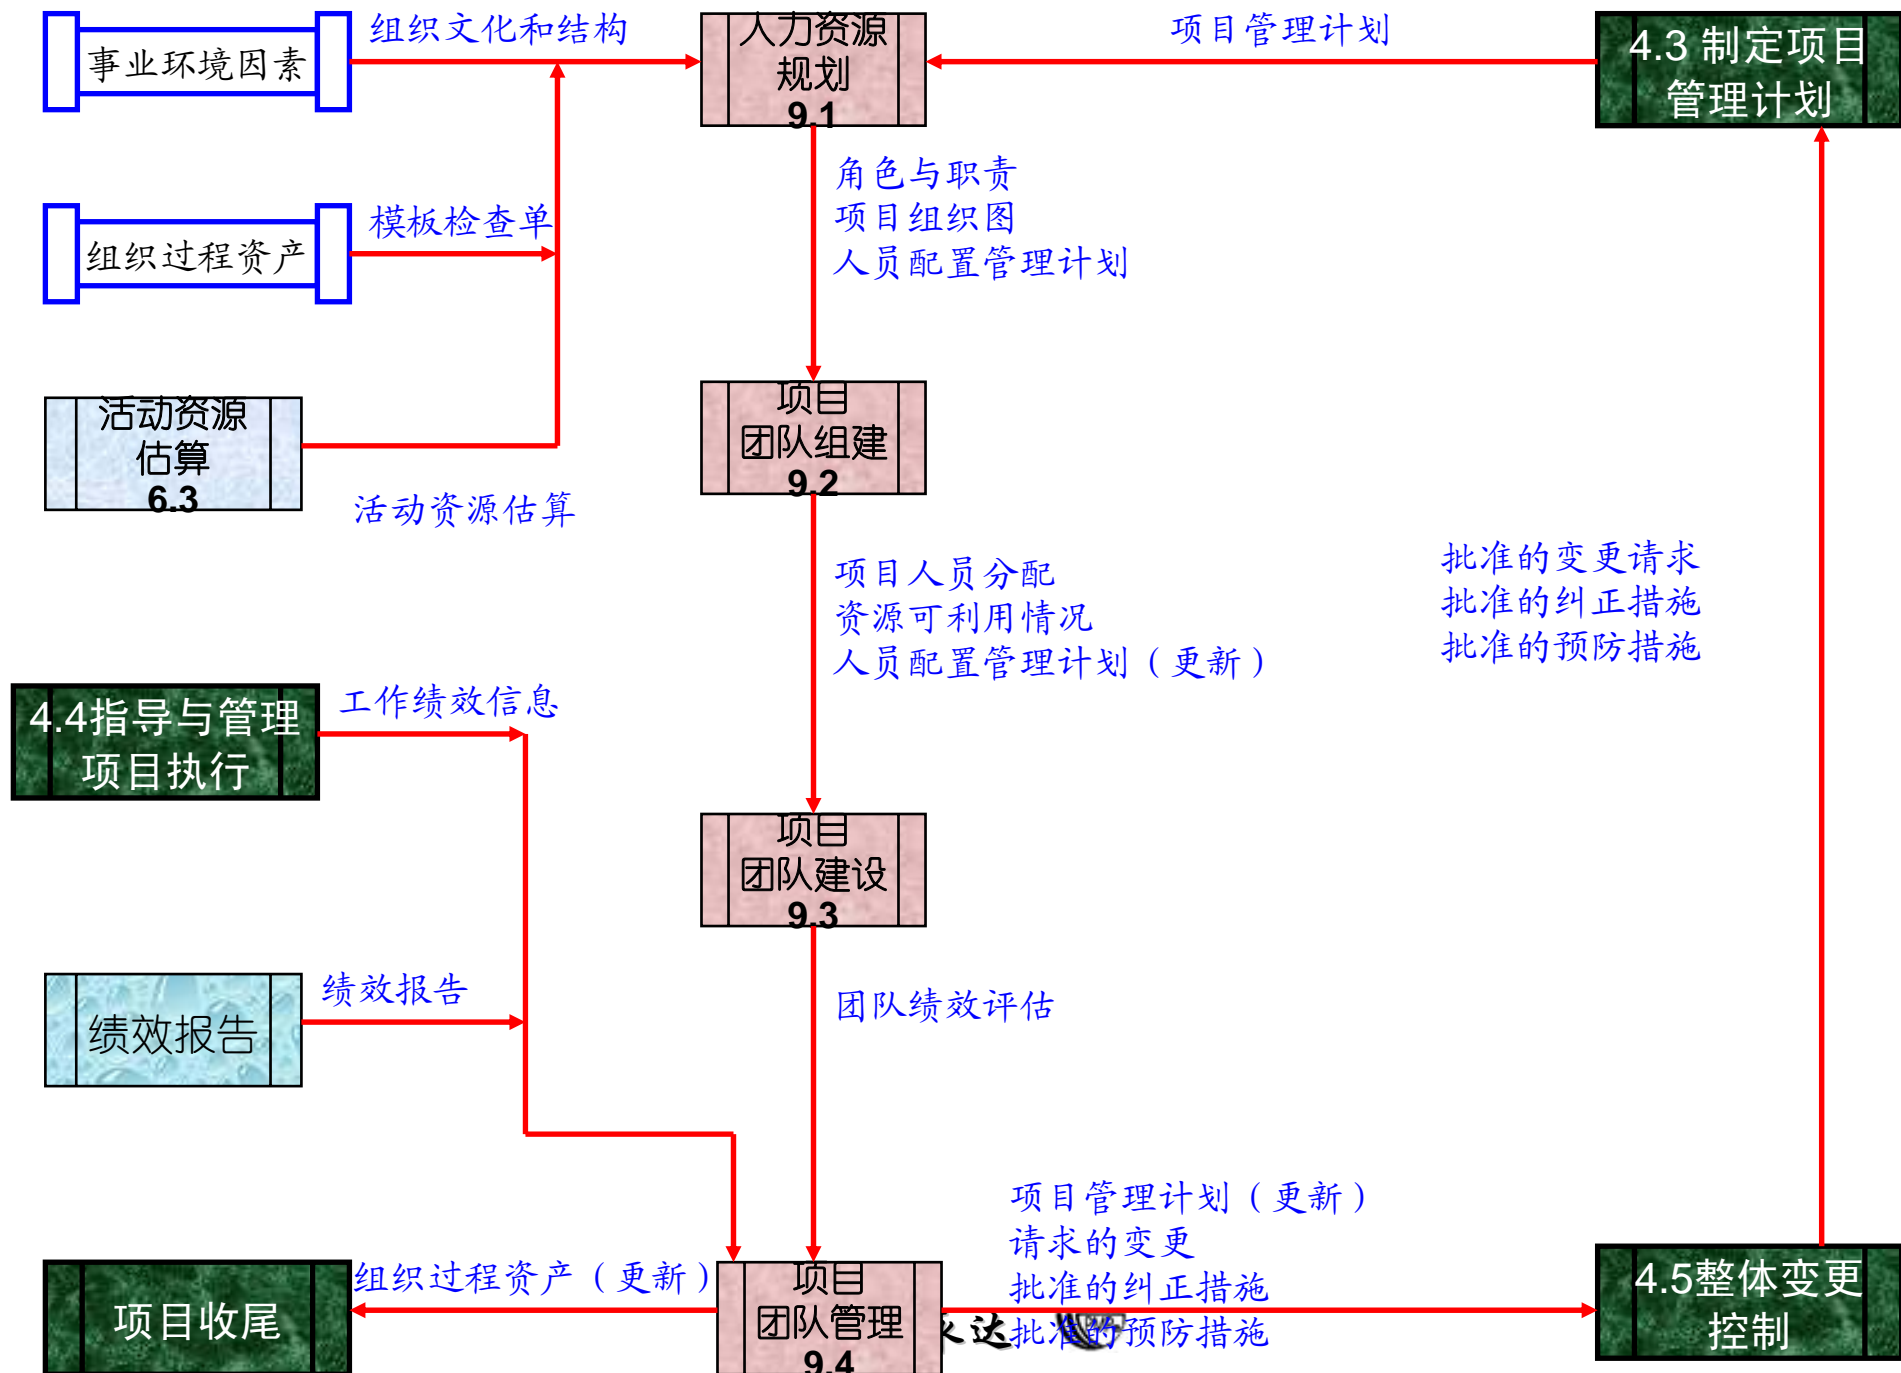 事业环境因素
组织文化和结构
人力资源
规划
9.1
项目管理计划
4.3 制定项目
管理计划
组织过程资产
模板检查单
角色与职责
项目组织图
人员配置管理计划
活动资源
估算
6.3
活动资源估算
项目
团队组建
9.2
项目人员分配
资源可利用情况
人员配置管理计划（更新）
批准的变更请求
批准的纠正措施
批准的预防措施
4.4指导与管理
项目执行
工作绩效信息
项目
团队建设
9.3
绩效报告
绩效报告
团队绩效评估
项目收尾
组织过程资产（更新）
项目
团队管理
9.4
项目管理计划（更新）
请求的变更
批准的纠正措施
批准的预防措施
达
4.5整体变更
控制